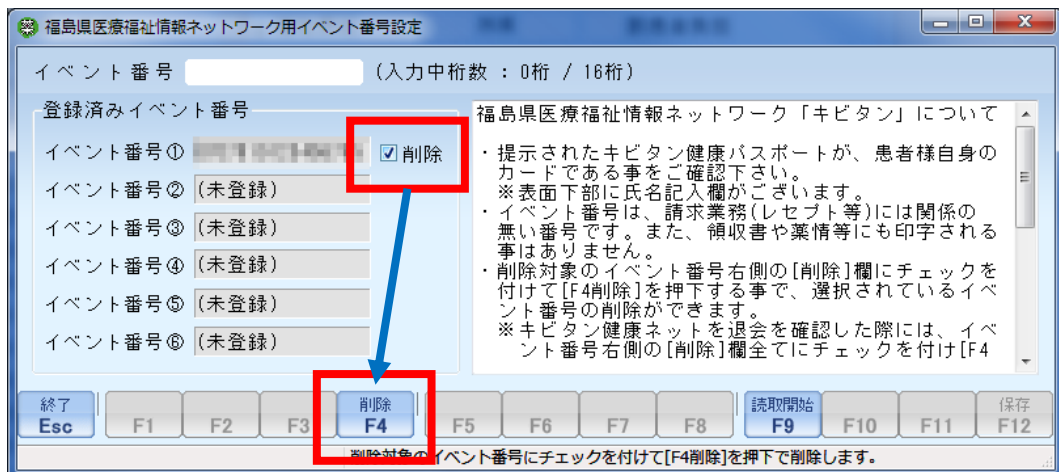 福島県医療福祉情報ネットワーク用イベント番号設定
イベント番号 (入力中桁数 : 0桁 / 16桁)
登録済みイベント番号
イベント番号① ☑削除
イベント番号② (未登録)
イベント番号③ (未登録)
イベント番号④ (未登録)
イベント番号⑤ (未登録)
イベント番号⑥ (未登録)
福島県医療福祉情報ネットワーク「キビタン」について
・提示されたキビタン健康パスポートが、患者様自身の
カードである事をご確認下さい。
※表面下部に氏名記入欄がございます。
・イベント番号は、請求業務(レセプト等)には関係の
無い番号です。また、領収書や薬情等にも印字される
事はありません。
・削除対象のイベント番号右側の[削除]欄にチェックを
付けて[F4削除]を押下する事で、選択されているイベ
ント番号の削除ができます。
※キビタン健康ネットを退会を確認した際には、イベ
ント番号右側の[削除]欄全てにチェックを付け[F4
終了 削除 読取開始 保存
Esc F1 F2 F3 F4 F5 F6 F7 F8 F9 F10 F11 F12
削除対象のイベント番号にチェックを付けて[F4削除]を押下で削除します。